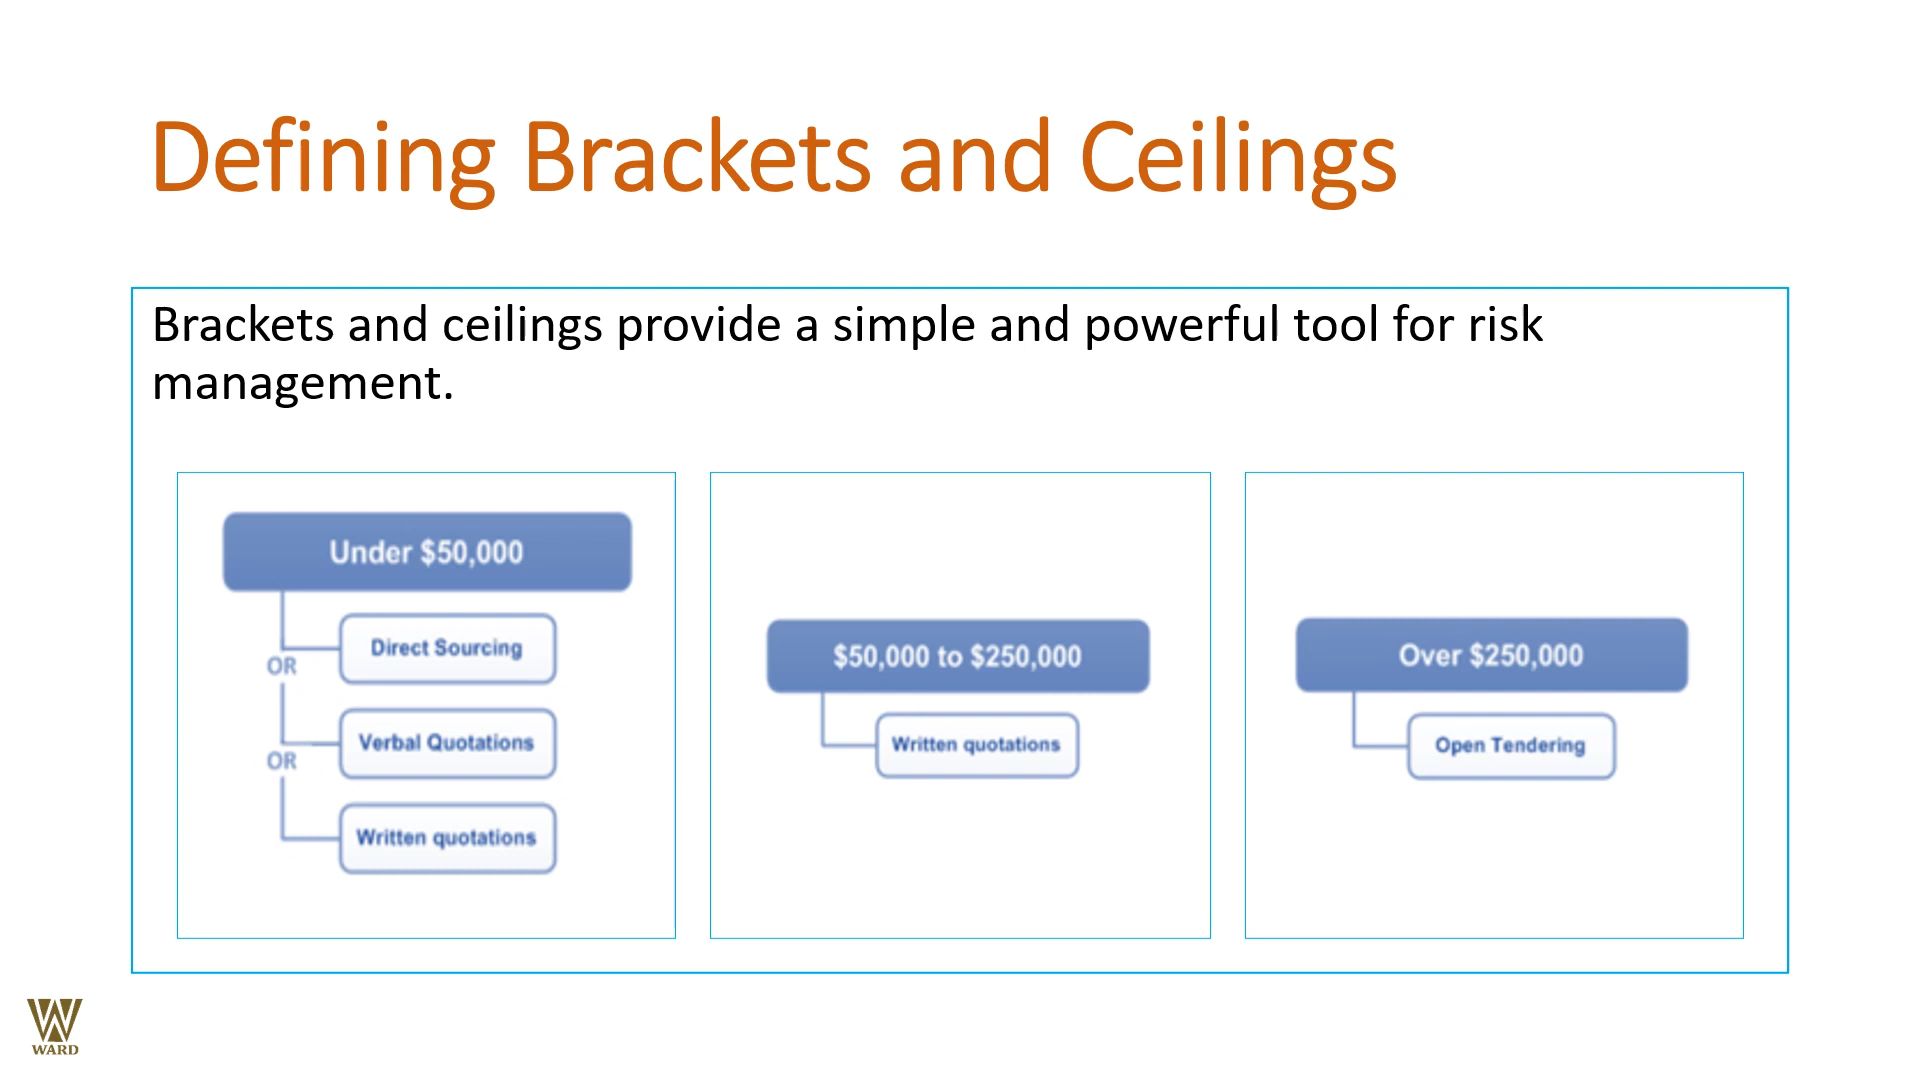 Defining Brackets and Ceilings
Brackets and ceilings provide a simple and powerful tool for risk
management.
Under $50,000
Direct Sourcing
OR
Verbal Quotations
OR
Written quotations
$50,000 to $250,000
Written quotations
Over $250,000
Open Tendering
WARD